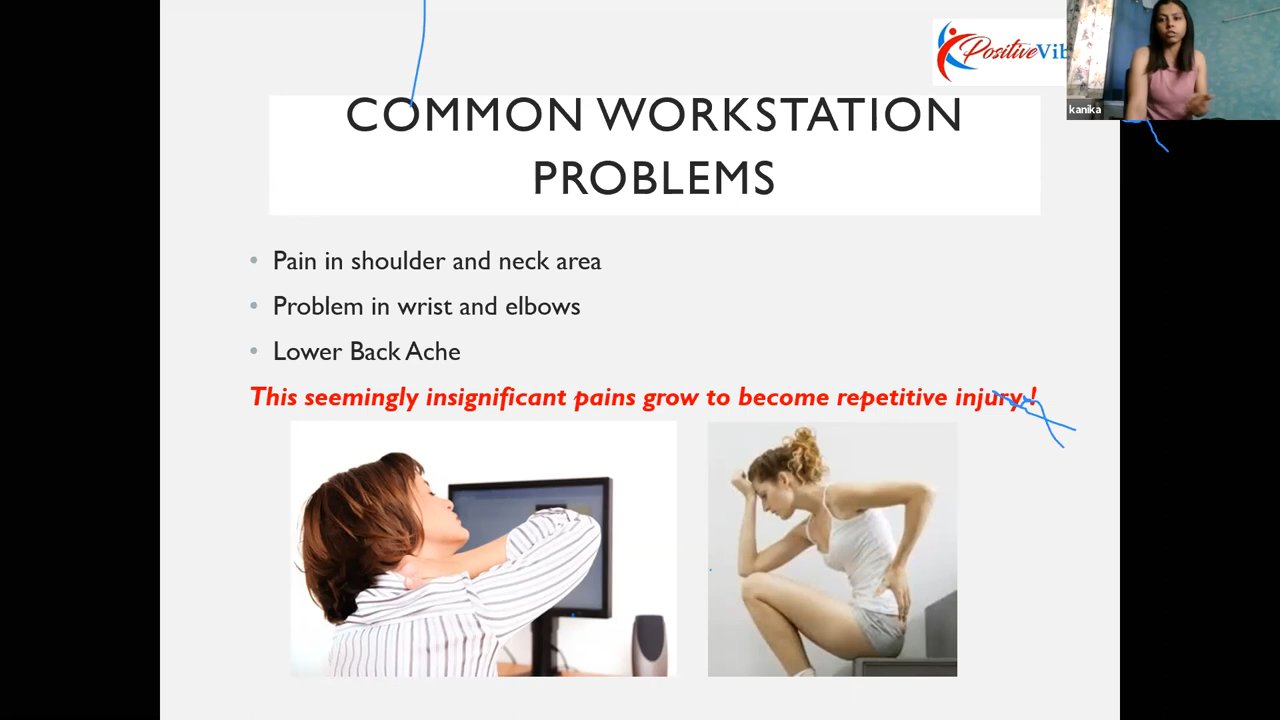 PositiveVib
kanika
COMMON WORKSTATION
PROBLEMS
• Pain in shoulder and neck area
• Problem in wrist and elbows
• Lower Back Ache
This seemingly insignificant pains grow to become repetitive injury !